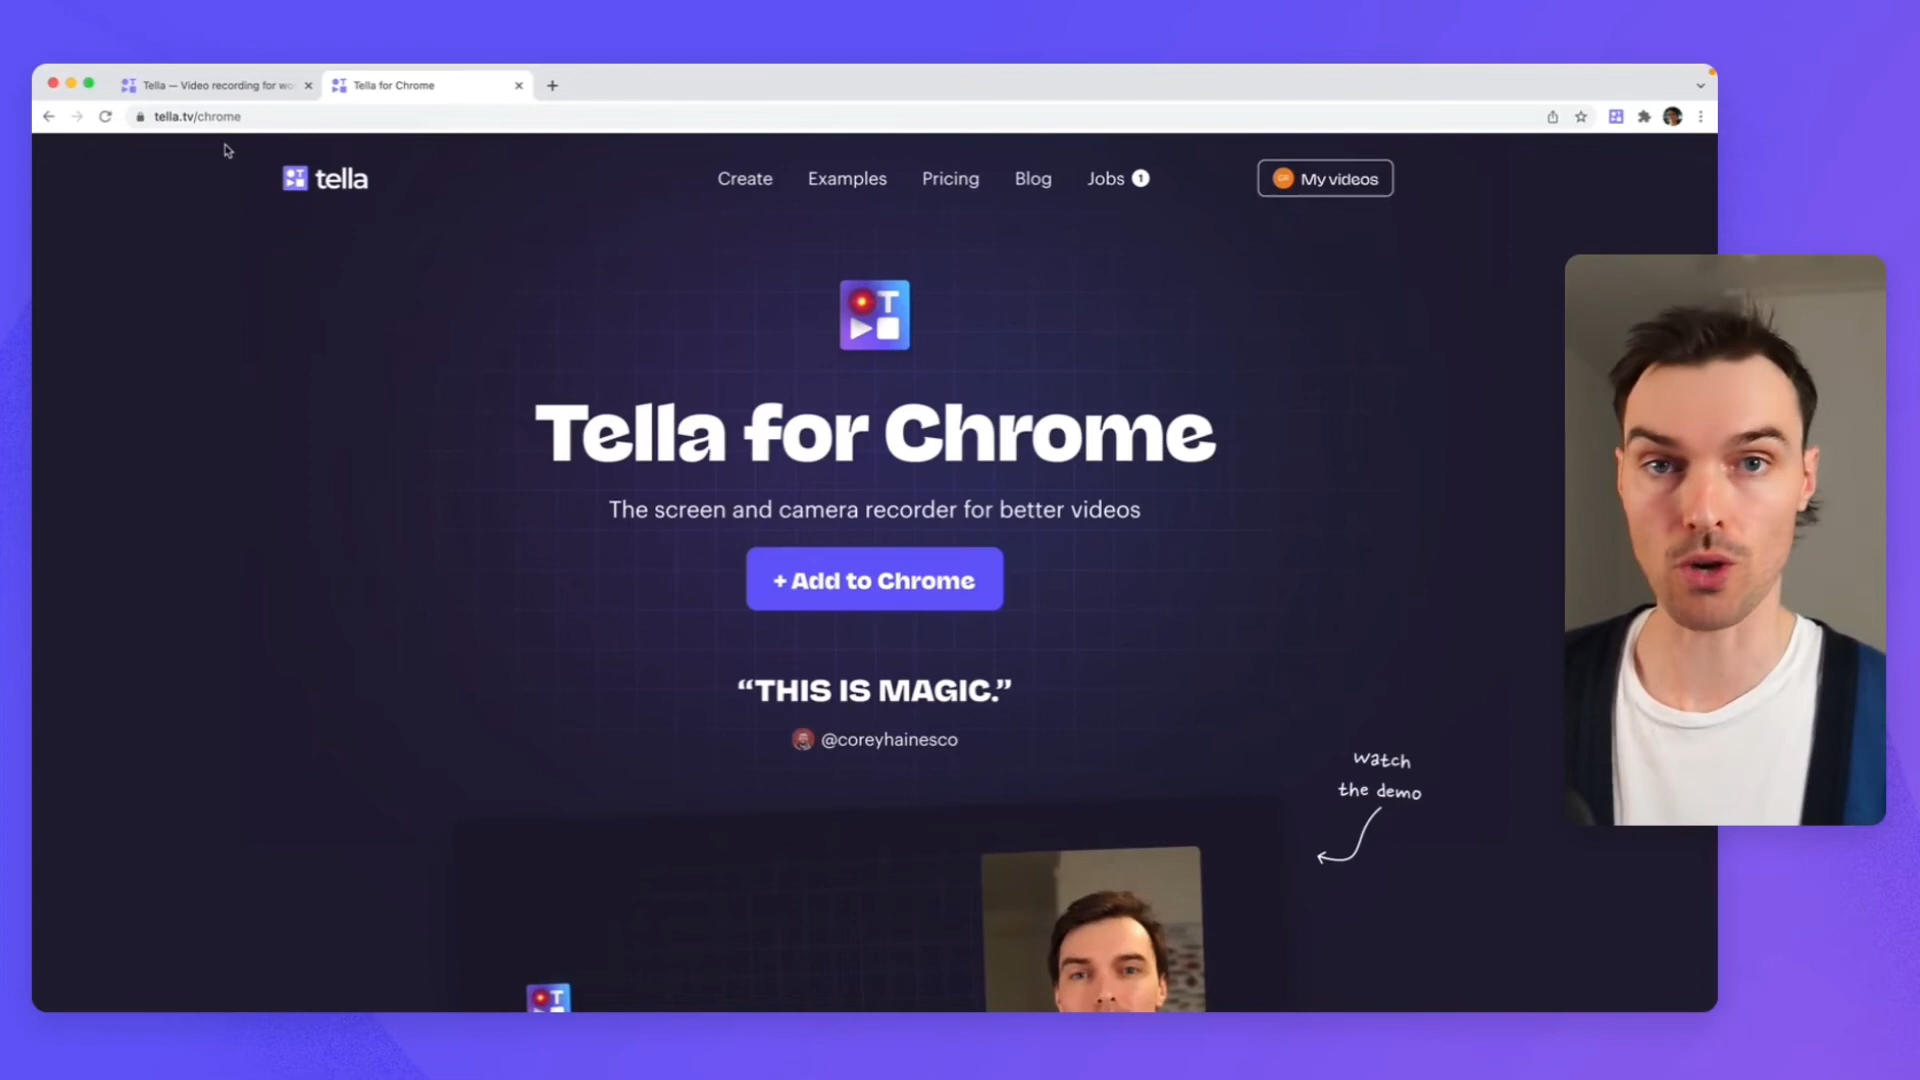 Tella — Video recording for wo
Tella for Chrome
tella.tv/chrome
tella
Create
Examples
Pricing
Blog
Jobs 1
My videos
T
Tella for Chrome
The screen and camera recorder for better videos
+ Add to Chrome
“THIS IS MAGIC.”
@coreyhainesco
Watch
the demo
T